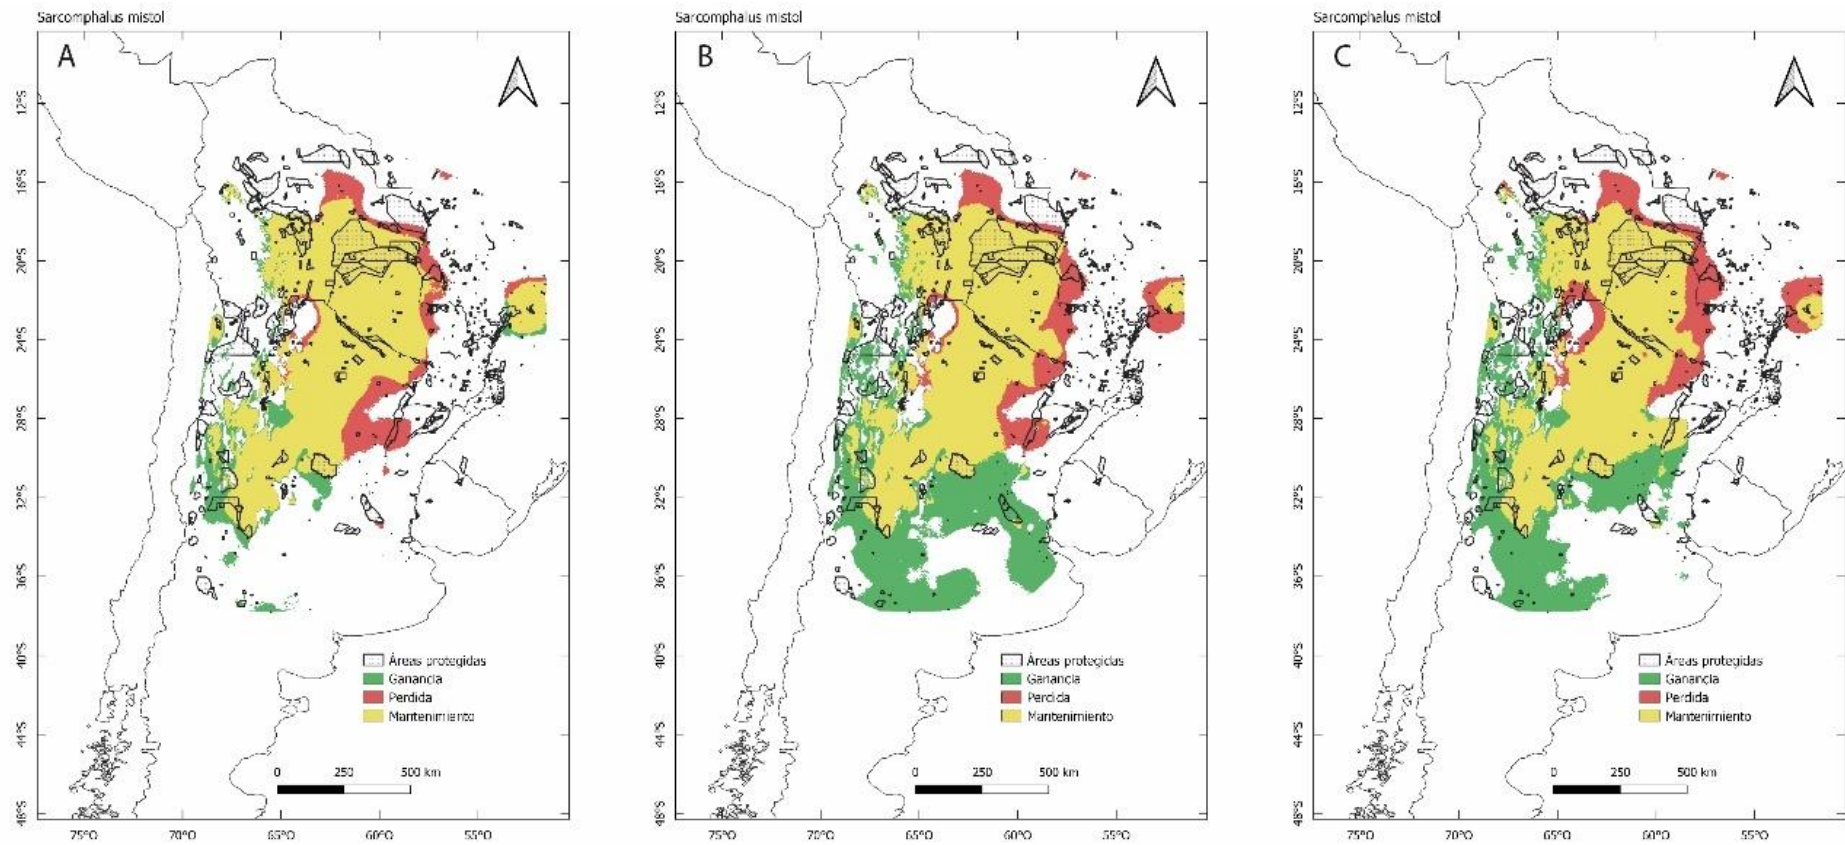 Sarcomphalus mistol
A
12°S
16°S
20°S
24°S
28°S
32°S
36°S
40°S
44°S
48°S
Áreas protegidas
Ganancia
Perdida
Mantenimiento
0 250 500 km
75°O 70°O 65°O 60°O 55°O
Sarcomphalus mistol
B
12°S
16°S
20°S
24°S
28°S
32°S
36°S
40°S
44°S
48°S
Áreas protegidas
Ganancia
Perdida
Mantenimiento
0 250 500 km
75°O 70°O 65°O 60°O 55°O
Sarcomphalus mistol
C
12°S
16°S
20°S
24°S
28°S
32°S
36°S
40°S
44°S
48°S
Áreas protegidas
Ganancia
Perdida
Mantenimiento
0 250 500 km
75°O 70°O 65°O 60°O 55°O